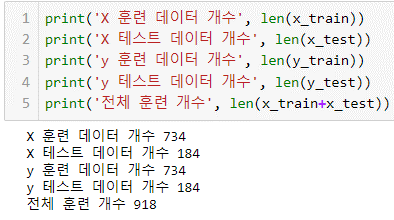 1 print('X 훈련 데이터 개수', len(x_train))
2 print('X 테스트 데이터 개수', len(x_test))
3 print('y 훈련 데이터 개수', len(y_train))
4 print('y 테스트 데이터 개수', len(y_test))
5 print('전체 훈련 개수', len(x_train+x_test))
X 훈련 데이터 개수 734
X 테스트 데이터 개수 184
y 훈련 데이터 개수 734
y 테스트 데이터 개수 184
전체 훈련 개수 918